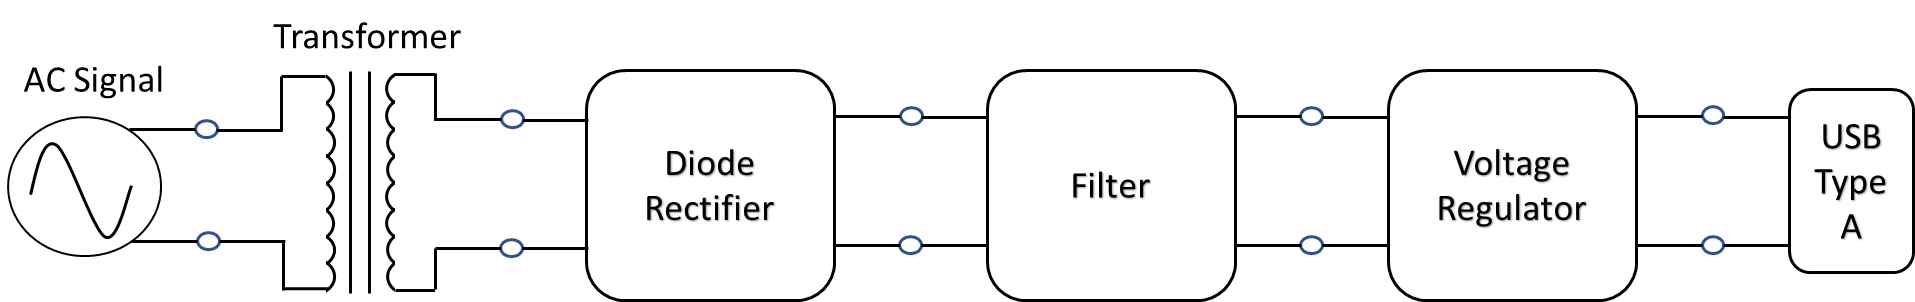 Transformer
AC Signal
Diode
Rectifier
Filter
Voltage
Regulator
USB
Type
A